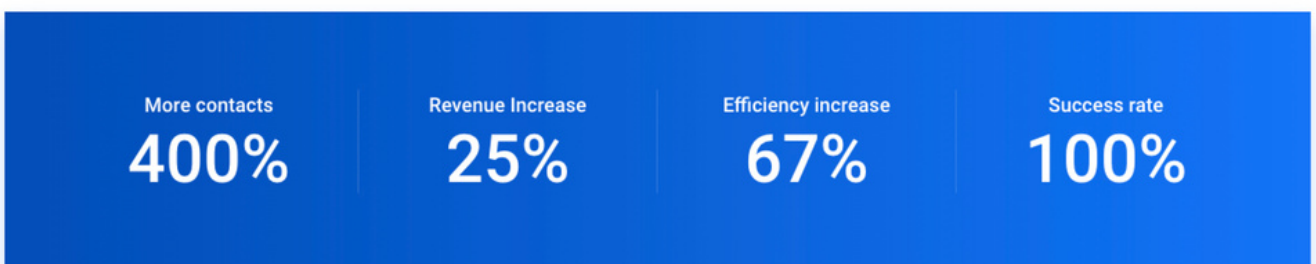 More contacts
400%
Revenue Increase
25%
Efficiency increase
67%
Success rate
100%